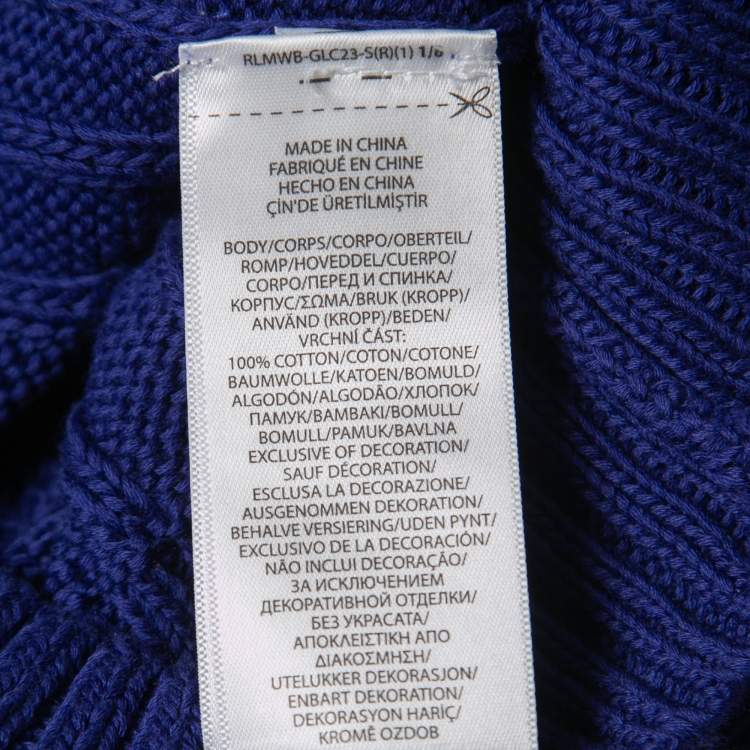 RLMWB-GLC23-S(R)(1) 1/6
MADE IN CHINA
FABRIQUÉ EN CHINE
HECHO EN CHINA
ÇİN'DE ÜRETİLMİŞTİR
BODY/CORPS/CORPO/OBERTEIL/
ROMP/HOVEDDEL/CUERPO/
CORPO/ПЕРЕД И СПИНКА/
КОРПУС/ΣΩΜΑ/BRUK (KROPP)/
ANVÄND (KROPP)/BEDEN/
VRCHNÍ ČÁST:
100% COTTON/COTON/COTONE/
BAUMWOLLE/KATOEN/BOMULD/
ALGODÓN/ALGODÃO/ХЛОПОК/
ПАМУК/ΒΑΜΒΑΚΙ/BOMULL/
BOMULL/PAMUK/BAVLNA
EXCLUSIVE OF DECORATION/
SAUF DÉCORATION/
ESCLUSA LA DECORAZIONE/
AUSGENOMMEN DEKORATION/
BEHALVE VERSIERING/UDEN PYNT/
EXCLUSIVO DE LA DECORACIÓN/
NÃO INCLUI DECORAÇÃO/
ЗА ИСКЛЮЧЕНИЕМ
ДЕКОРАТИВНОЙ ОТДЕЛКИ/
БЕЗ УКРАСАТА/
ΑΠΟΚΛΕΙΣΤΙΚΗ ΑΠΟ
ΔΙΑΚΟΣΜΗΣΗ/
UTELUKKER DEKORASJON/
ENBART DEKORATION/
DEKORASYON HARİÇ/
KROMĚ OZDOB